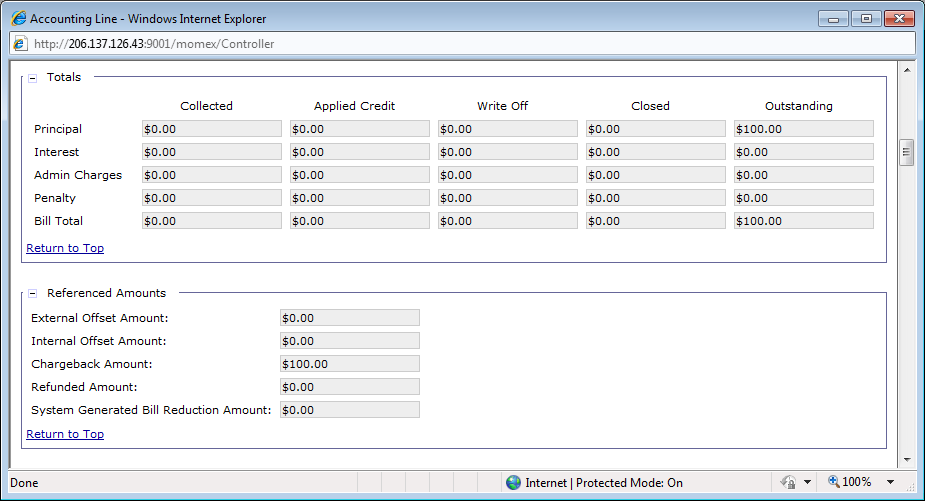 Accounting Line - Windows Internet Explorer
http://206.137.126.43:9001/momex/Controller
Totals
Collected Applied Credit Write Off Closed Outstanding
Principal $0.00 $0.00 $0.00 $0.00 $100.00
Interest $0.00 $0.00 $0.00 $0.00 $0.00
Admin Charges $0.00 $0.00 $0.00 $0.00 $0.00
Penalty $0.00 $0.00 $0.00 $0.00 $0.00
Bill Total $0.00 $0.00 $0.00 $0.00 $100.00
Return to Top
Referenced Amounts
External Offset Amount: $0.00
Internal Offset Amount: $0.00
Chargeback Amount: $100.00
Refunded Amount: $0.00
System Generated Bill Reduction Amount: $0.00
Return to Top
Done Internet | Protected Mode: On 100%